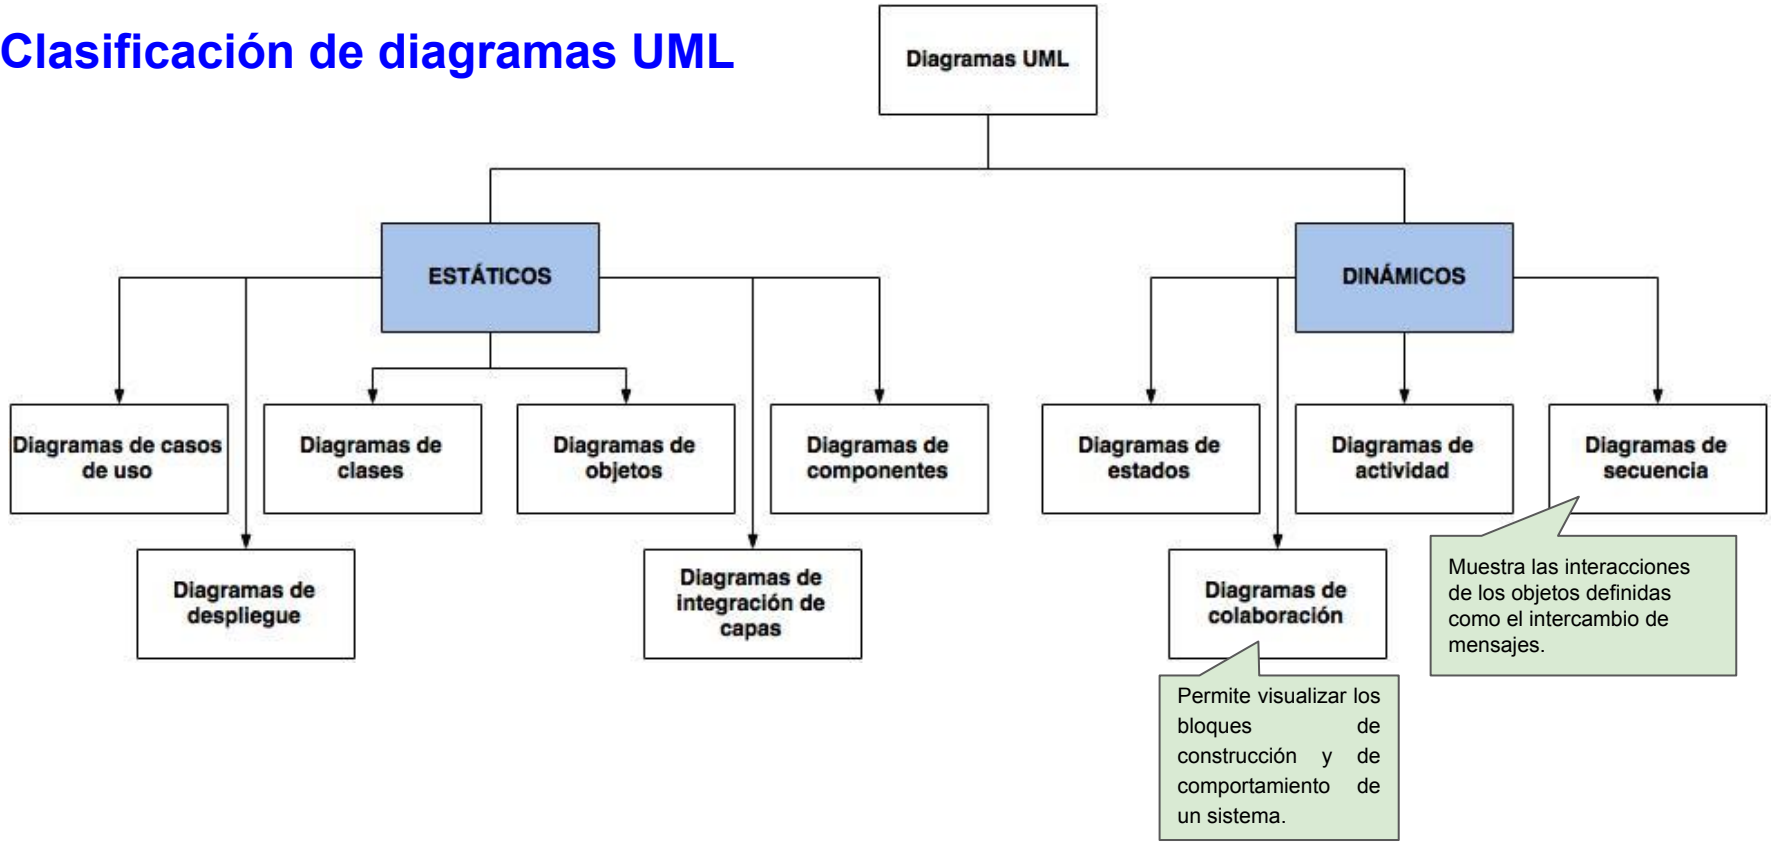 Clasificación de diagramas UML
Diagramas UML
ESTÁTICOS
DINÁMICOS
Diagramas de casos
de uso
Diagramas de
clases
Diagramas de
objetos
Diagramas de
componentes
Diagramas de
estados
Diagramas de
actividad
Diagramas de
secuencia
Diagramas de
despliegue
Diagramas de
integración de
capas
Diagramas de
colaboración
Muestra las interacciones
de los objetos definidas
como el intercambio de
mensajes.
Permite visualizar los
bloques de
construcción y de
comportamiento de
un sistema.